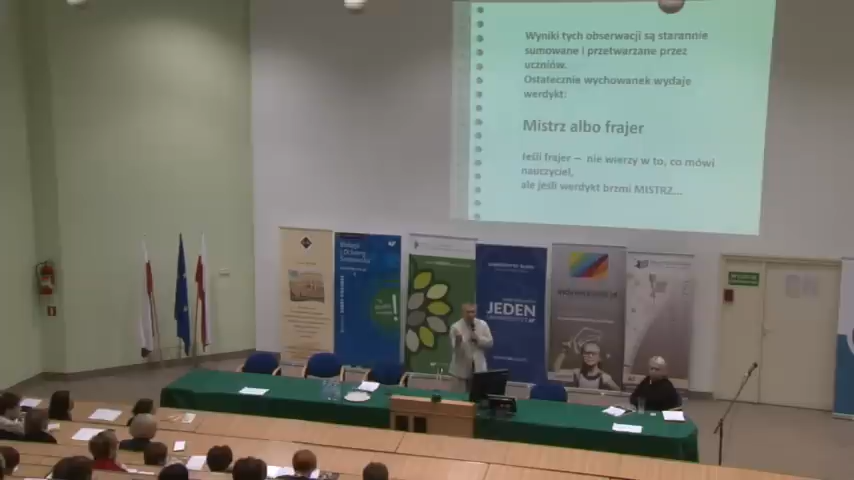 Wyniki tych obserwacji są starannie
sumowane i przetwarzane przez
uczniów.
Ostatecznie wychowanek wydaje
werdykt:
Mistrz albo frajer
Jeśli frajer – nie wierzy w to, co mówi
nauczyciel,
ale jeśli werdykt brzmi MISTRZ...
JEDEN